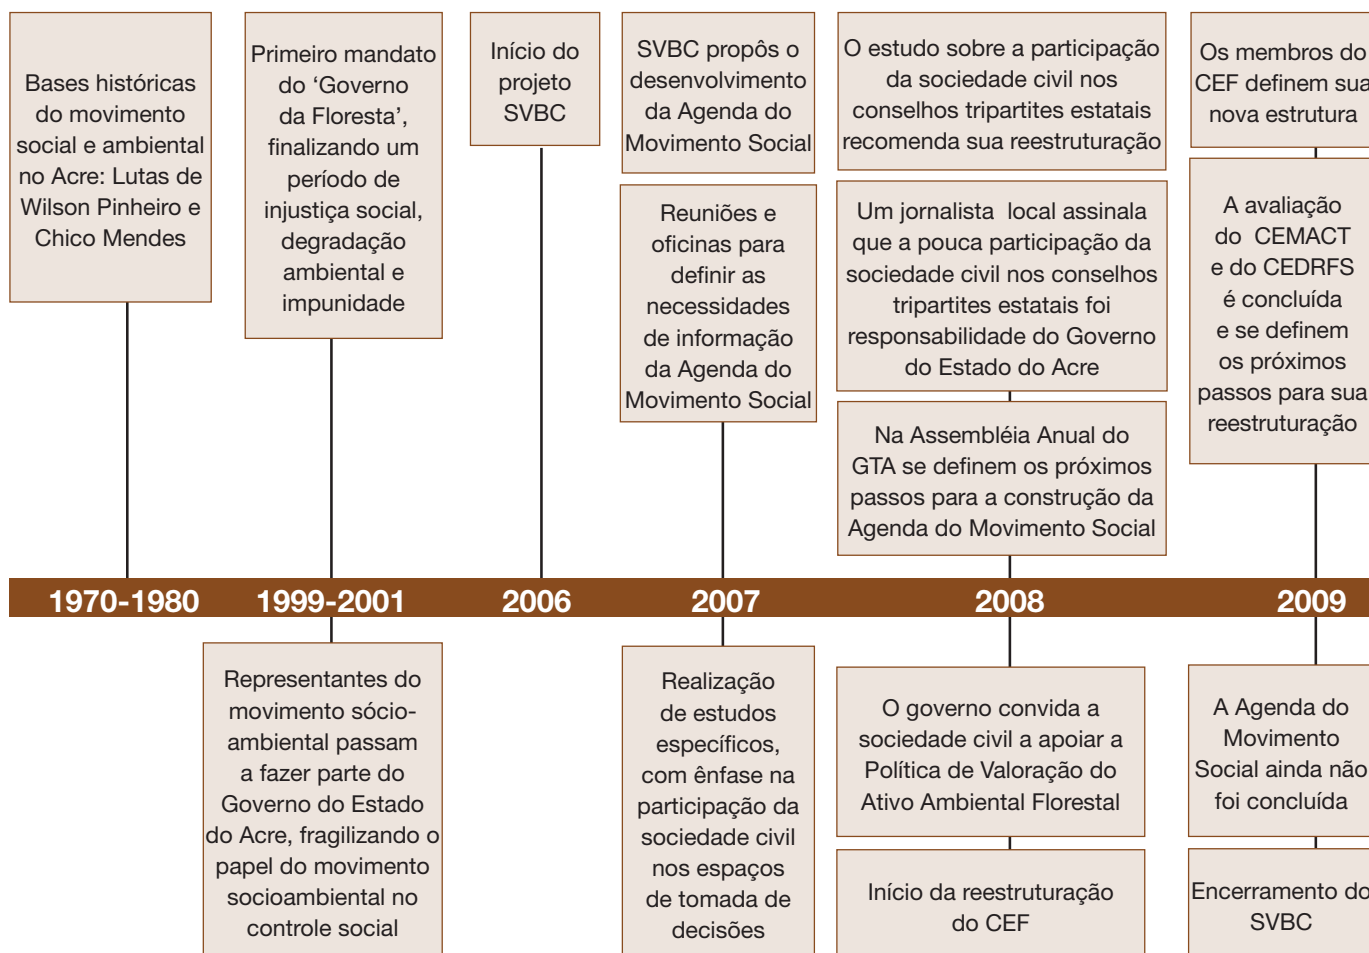 Bases históricas
do movimento
social e ambiental
no Acre: Lutas de
Wilson Pinheiro e
Chico Mendes
Primeiro mandato
do ‘Governo
da Floresta’,
finalizando um
período de
injustiça social,
degradação
ambiental e
impunidade
Início do
projeto
SVBC
SVBC propôs o
desenvolvimento
da Agenda do
Movimento Social
Reuniões e
oficinas para
definir as
necessidades
de informação
da Agenda do
Movimento Social
O estudo sobre a participação
da sociedade civil nos
conselhos tripartites estatais
recomenda sua reestruturação
Um jornalista local assinala
que a pouca participação da
sociedade civil nos conselhos
tripartites estatais foi
responsabilidade do Governo
do Estado do Acre
Na Assembléia Anual do
GTA se definem os próximos
passos para a construção da
Agenda do Movimento Social
Os membros do
CEF definem sua
nova estrutura
A avaliação
do CEMACT
e do CEDRFS
é concluída
e se definem
os próximos
passos para sua
reestruturação
1970-1980
1999-2001
2006
2007
2008
2009
Representantes do
movimento sócio-
ambiental passam
a fazer parte do
Governo do Estado
do Acre, fragilizando o
papel do movimento
socioambiental no
controle social
Realização
de estudos
específicos,
com ênfase na
participação da
sociedade civil
nos espaços
de tomada de
decisões
O governo convida a
sociedade civil a apoiar a
Política de Valoração do
Ativo Ambiental Florestal
Início da reestruturação
do CEF
A Agenda do
Movimento
Social ainda não
foi concluída
Encerramento do
SVBC